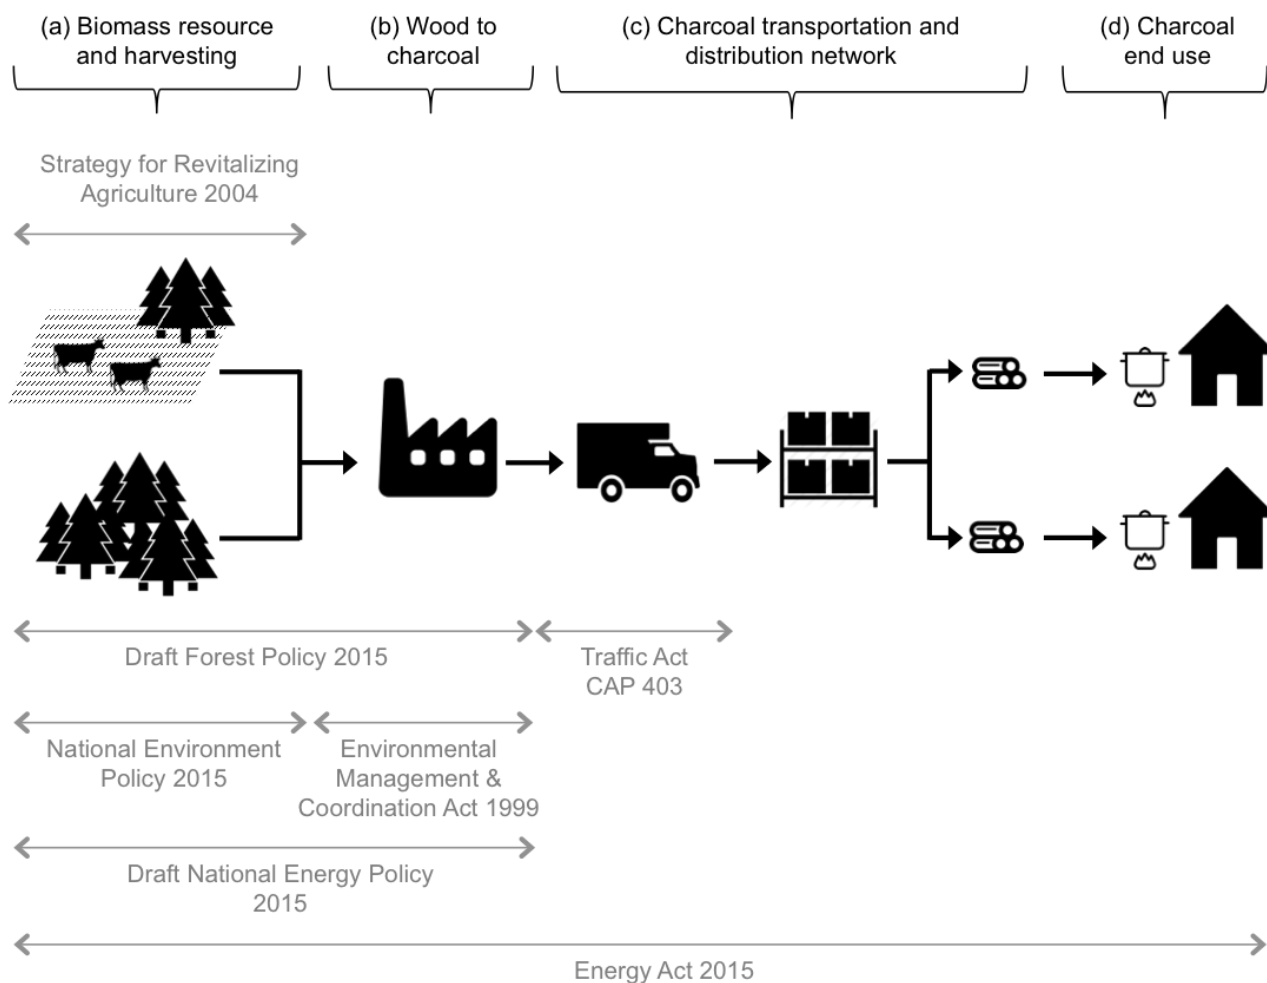 (a) Biomass resource
and harvesting
(b) Wood to
charcoal
(c) Charcoal transportation and
distribution network
(d) Charcoal
end use
Strategy for Revitalizing
Agriculture 2004
Draft Forest Policy 2015
Traffic Act
CAP 403
National Environment
Policy 2015
Environmental
Management &
Coordination Act 1999
Draft National Energy Policy
2015
Energy Act 2015